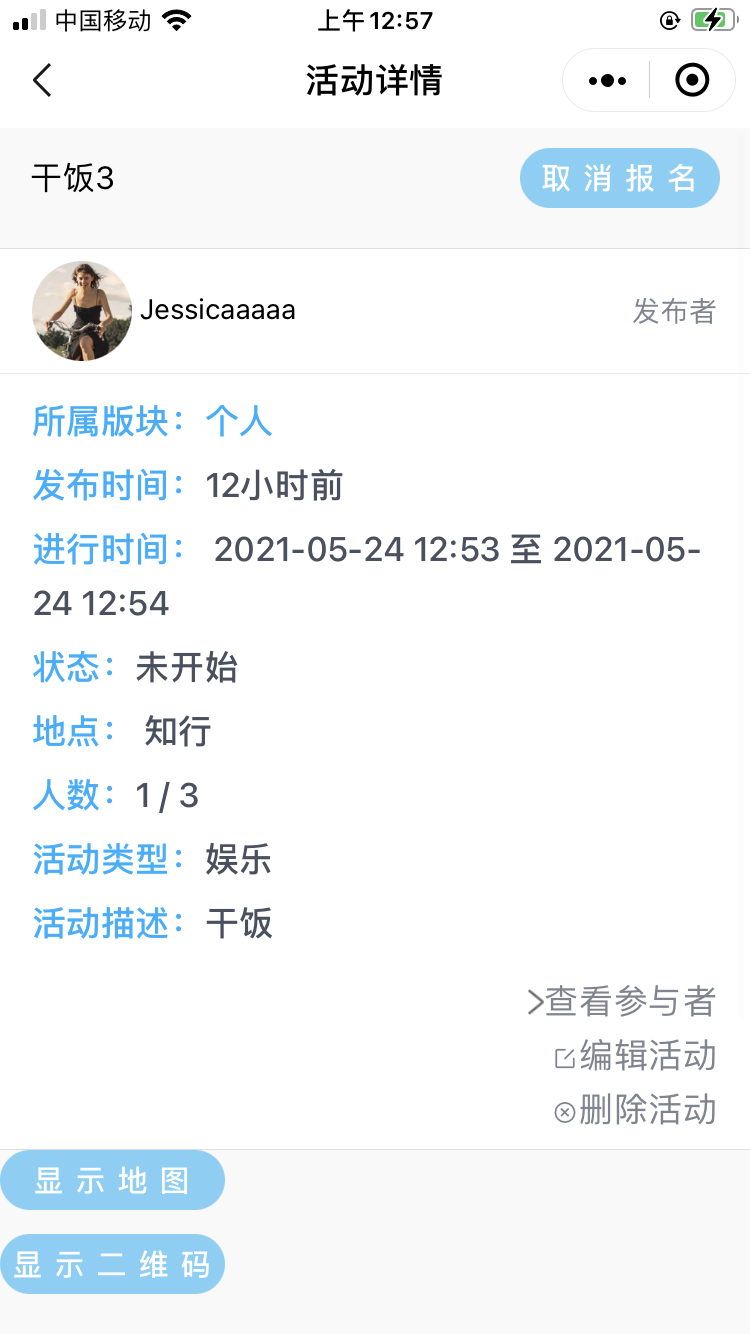 中国移动 上午12:57
活动详情
干饭3 取消报名
Jessicaaaaa 发布者
所属版块：个人
发布时间：12小时前
进行时间： 2021-05-24 12:53 至 2021-05-
24 12:54
状态：未开始
地点： 知行
人数：1 / 3
活动类型：娱乐
活动描述：干饭
查看参与者
编辑活动
删除活动
显示地图
显示二维码